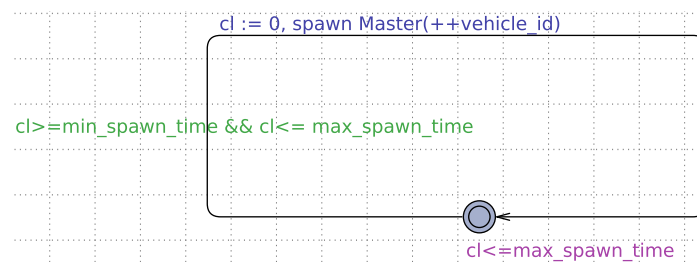 cl := 0, spawn Master(++vehicle_id)
cl>=min_spawn_time && cl<= max_spawn_time
cl<=max_spawn_time